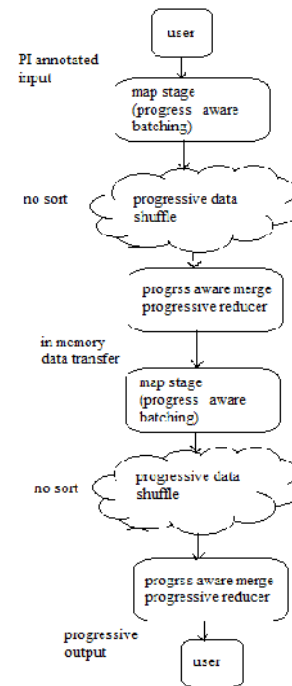 user
PI annotated
input
map stage
(progress aware
batching)
no sort
progressive data
shuffle
progrss aware merge
progressive reducer
in memory
data transfer
map stage
(progress aware
batching)
no sort
progressive data
shuffle
progrss aware merge
progressive reducer
progressive
output
user